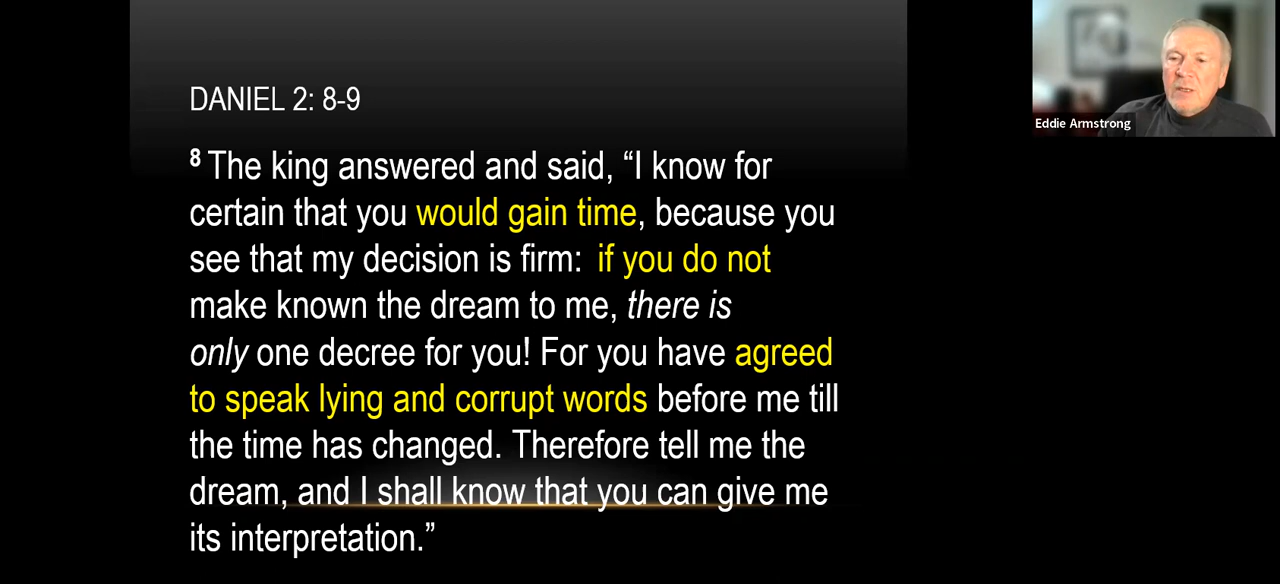 DANIEL 2: 8-9
8 The king answered and said, “I know for
certain that you would gain time, because you
see that my decision is firm: if you do not
make known the dream to me, there is
only one decree for you! For you have agreed
to speak lying and corrupt words before me till
the time has changed. Therefore tell me the
dream, and I shall know that you can give me
its interpretation.”
Eddie Armstrong